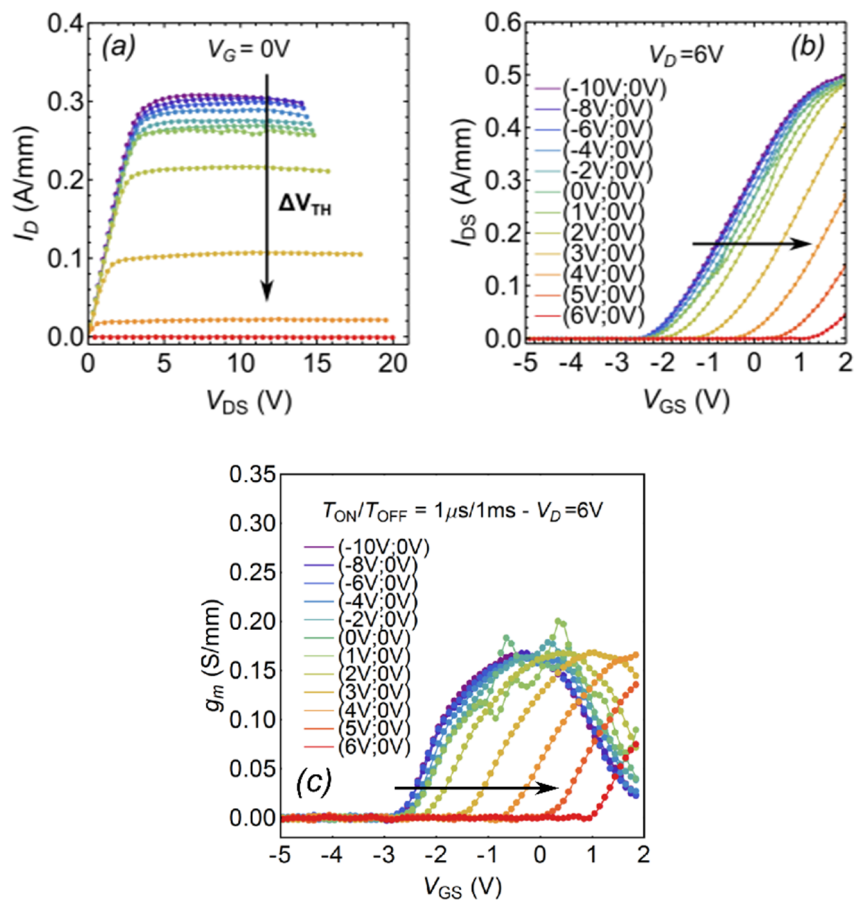 (a)
V_G = 0V
ΔV_TH
0.4
0.3
0.2
0.1
0.0
I_D (A/mm)
0
5
10
15
20
V_DS (V)
(b)
V_D =6V
(-10V;0V)
(-8V;0V)
(-6V;0V)
(-4V;0V)
(-2V;0V)
(0V;0V)
(1V;0V)
(2V;0V)
(3V;0V)
(4V;0V)
(5V;0V)
(6V;0V)
0.6
0.5
0.4
0.3
0.2
0.1
0.0
I_DS (A/mm)
-5
-4
-3
-2
-1
0
1
2
V_GS (V)
T_ON/T_OFF = 1μs/1ms - V_D =6V
(-10V;0V)
(-8V;0V)
(-6V;0V)
(-4V;0V)
(-2V;0V)
(0V;0V)
(1V;0V)
(2V;0V)
(3V;0V)
(4V;0V)
(5V;0V)
(6V;0V)
(c)
0.35
0.30
0.25
0.20
0.15
0.10
0.05
0.00
g_m (S/mm)
-5
-4
-3
-2
-1
0
1
2
V_GS (V)